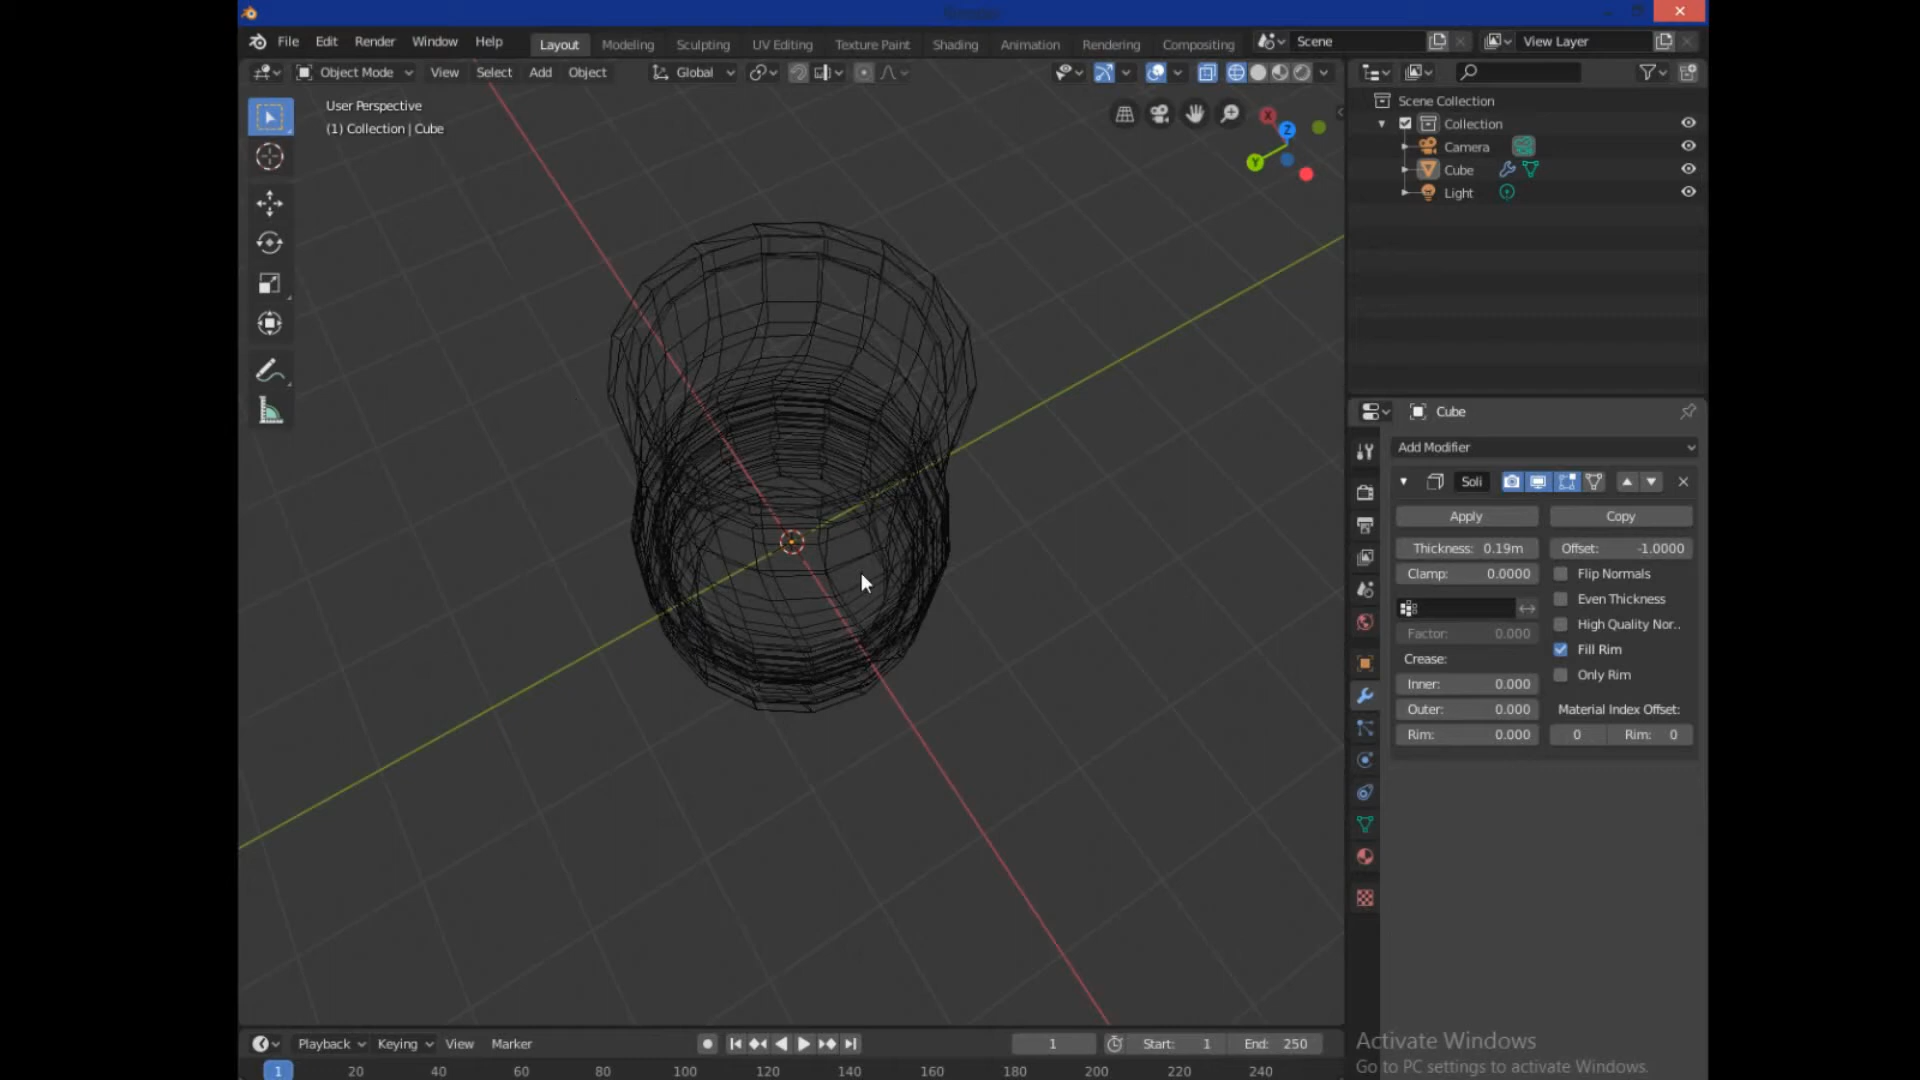 File Edit Render Window Help Layout Modeling Sculpting UV Editing Texture Paint Shading Animation Rendering Compositing Scene View Layer
Object Mode View Select Add Object Global
User Perspective
(1) Collection | Cube
X
Z
Y
Scene Collection
Collection
Camera
Cube
Light
Cube
Add Modifier
Soli
Apply Copy
Thickness: 0.19m Offset: -1.0000
Clamp: 0.0000 Flip Normals
Even Thickness
High Quality Nor..
Factor: 0.000
Fill Rim
Crease:
Only Rim
Inner: 0.000
Outer: 0.000 Material Index Offset:
Rim: 0.000 0 Rim: 0
Playback Keying View Marker 1 Start: 1 End: 250
1 20 40 60 80 100 120 140 160 180 100 200 220 240
Activate Windows
Go to PC settings to activate Windows.